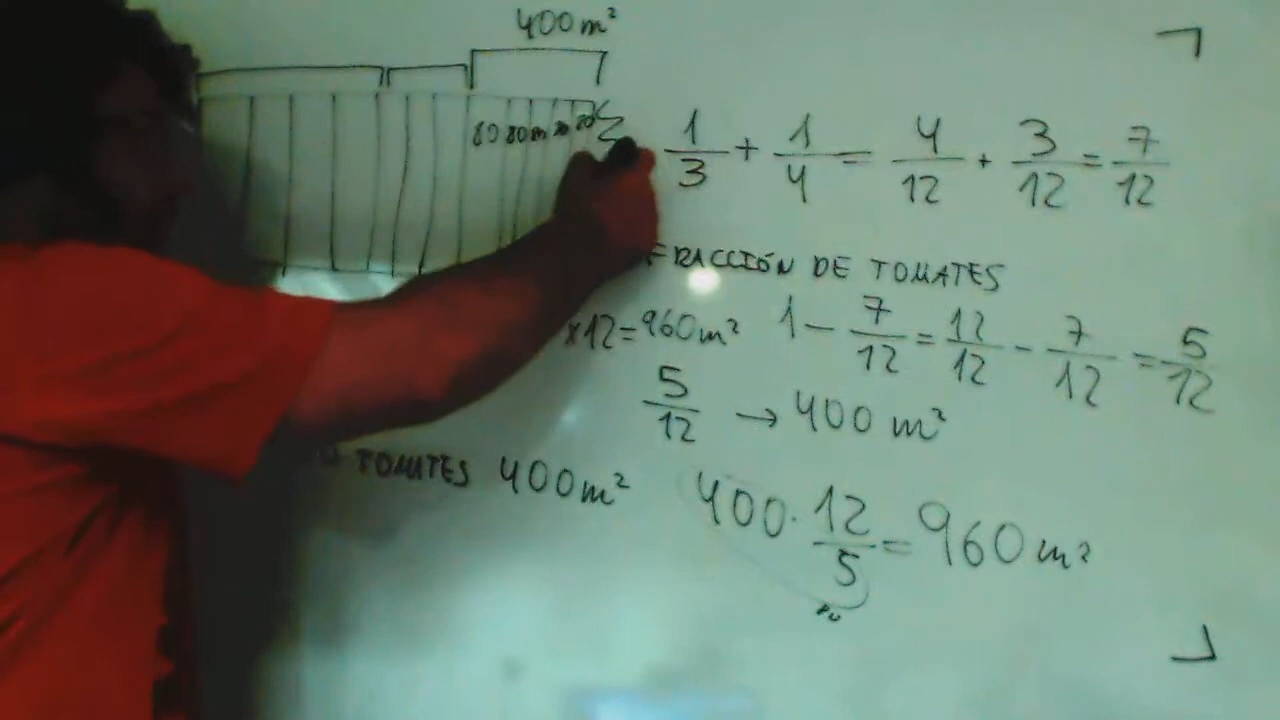 400 m²
80 80
1/3 + 1/4 = 4/12 + 3/12 = 7/12
FRACCIÓN DE TOMATES
x12=960m² 1 - 7/12 = 12/12 - 7/12 = 5/12
5/12 → 400 m²
TOMATES 400m²
400 · 12/5 = 960 m²